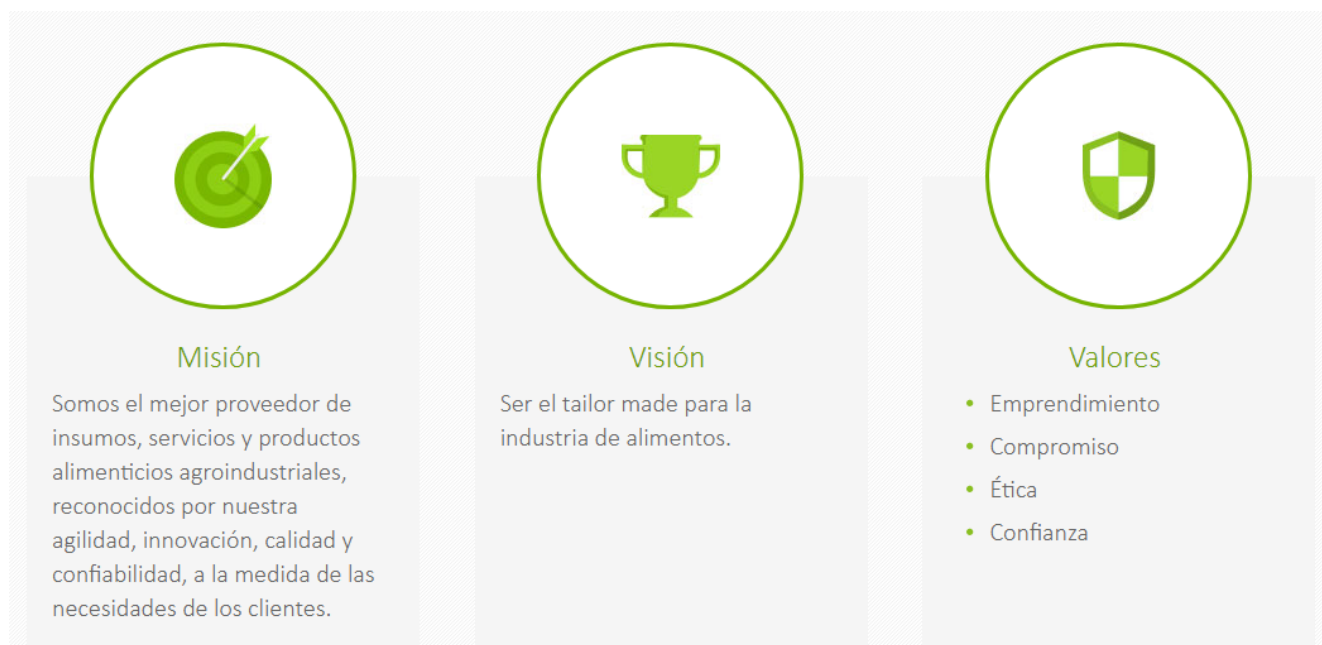 Misión
Somos el mejor proveedor de
insumos, servicios y productos
alimenticios agroindustriales,
reconocidos por nuestra
agilidad, innovación, calidad y
confiabilidad, a la medida de las
necesidades de los clientes.
Visión
Ser el tailor made para la
industria de alimentos.
Valores
• Emprendimiento
• Compromiso
• Ética
• Confianza